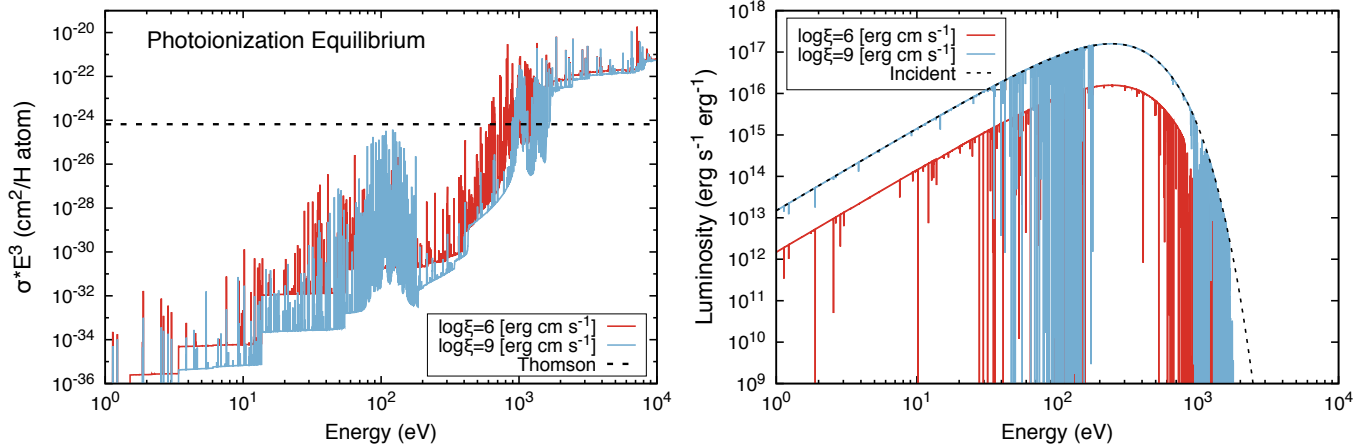 Photoionization Equilibrium
σ*E³ (cm²/H atom)
10⁻²⁰
10⁻²²
10⁻²⁴
10⁻²⁶
10⁻²⁸
10⁻³⁰
10⁻³²
10⁻³⁴
10⁻³⁶
logξ=6 [erg cm s⁻¹]
logξ=9 [erg cm s⁻¹]
Thomson
10⁰ 10¹ 10² 10³ 10⁴
Energy (eV)
Luminosity (erg s⁻¹ erg⁻¹)
10¹⁸
10¹⁷
10¹⁶
10¹⁵
10¹⁴
10¹³
10¹²
10¹¹
10¹⁰
10⁹
logξ=6 [erg cm s⁻¹]
logξ=9 [erg cm s⁻¹]
Incident
10⁰ 10¹ 10² 10³ 10⁴
Energy (eV)